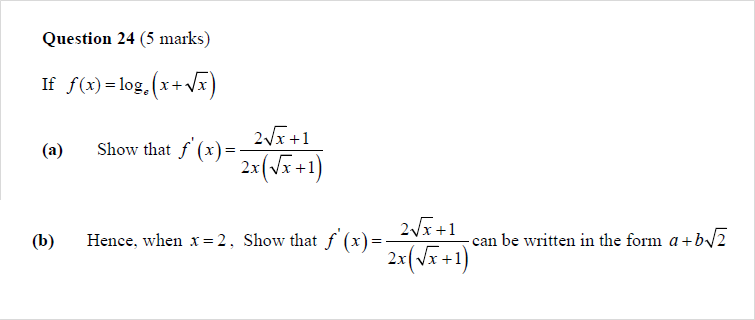 Question 24 (5 marks)
If f(x) = logₑ(x + √x)
(a) Show that f'(x) = (2√x + 1) / (2x(√x + 1))
(b) Hence, when x = 2, Show that f'(x) = (2√x + 1) / (2x(√x + 1)) can be written in the form a + b√2